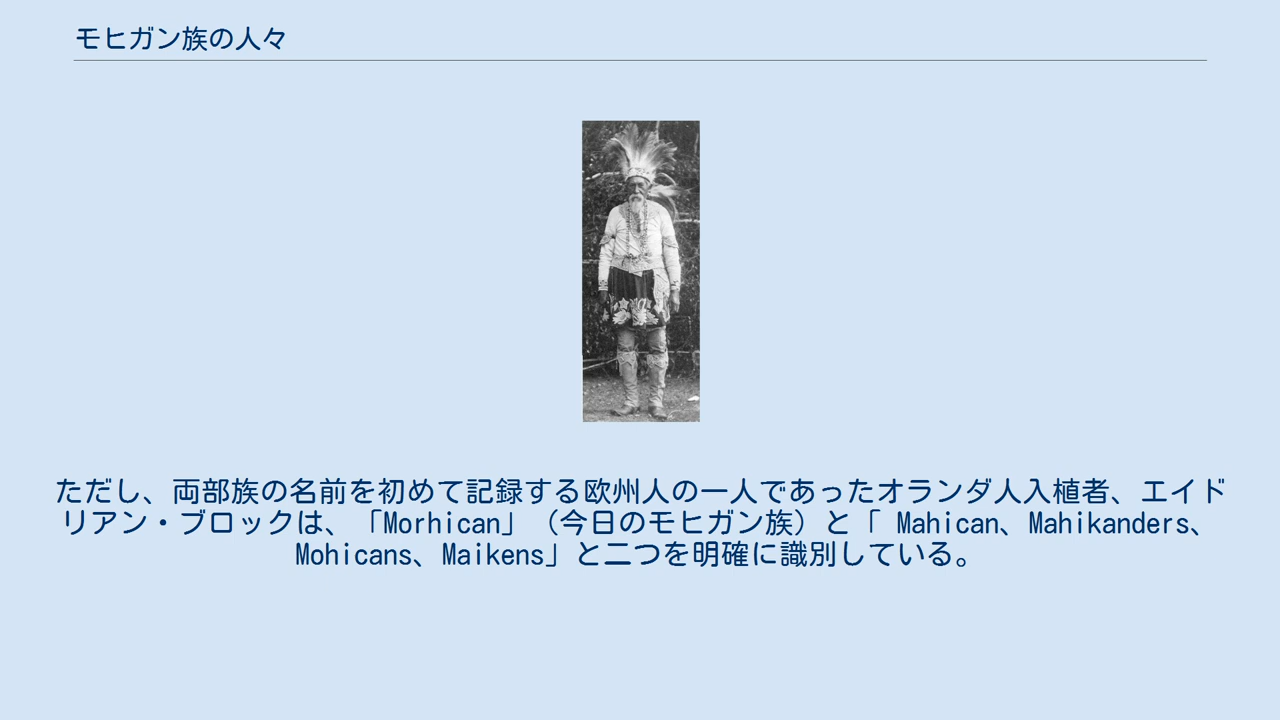 モヒガン族の人々
ただし、両部族の名前を初めて記録する欧州人の一人であったオランダ人入植者、エイド
リアン・ブロックは、「Morhican」（今日のモヒガン族）と「 Mahican、Mahikanders、
Mohicans、Maikens」と二つを明確に識別している。